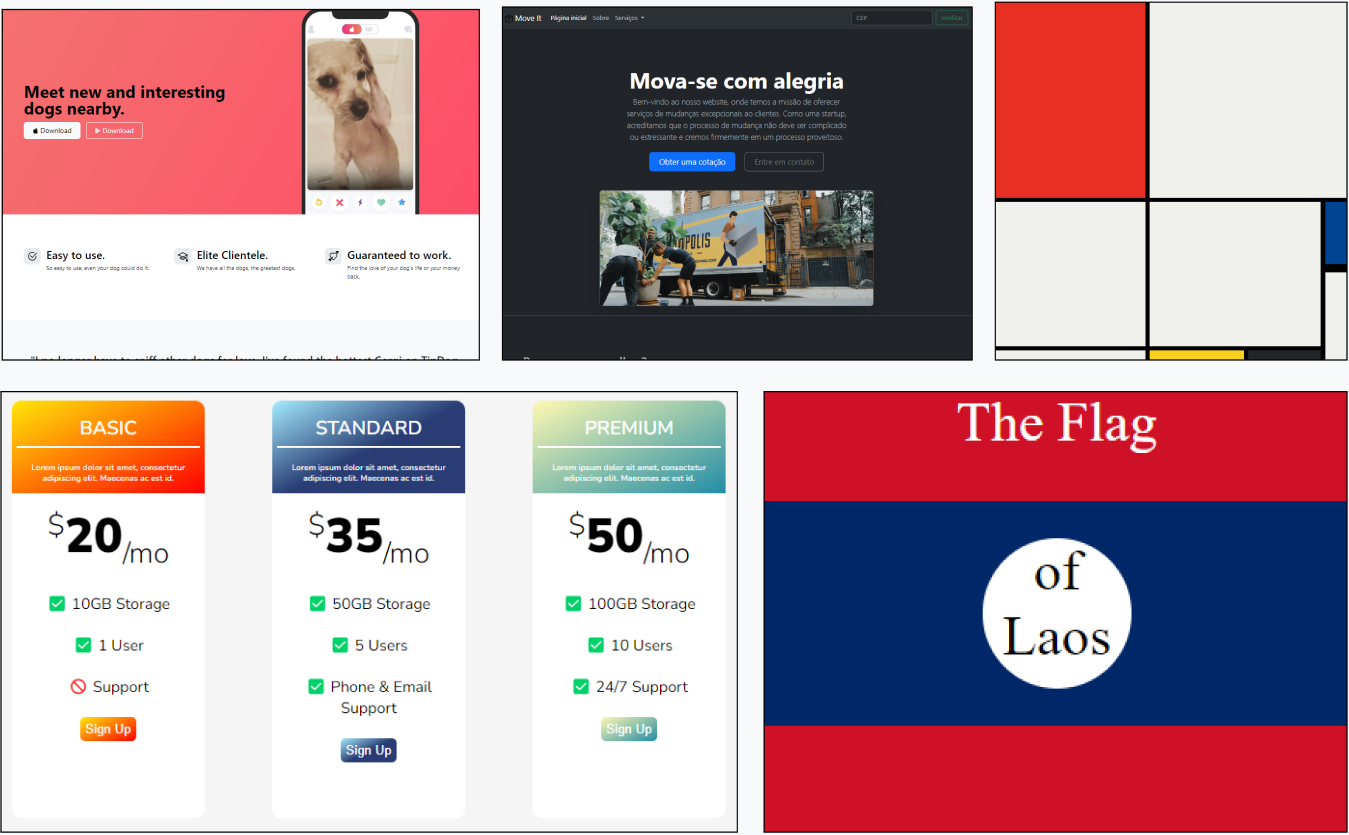 Meet new and interesting
dogs nearby.
Download
Download
Easy to use.
So easy to use, even your dog could do it.
Elite Clientele.
We have all the dogs, the greatest dogs.
Guaranteed to work.
Find the love of your dog's life or your money
back.
Move It
Página inicial
Sobre
Serviços
CEP
Verificar
Mova-se com alegria
Bem-vindo ao nosso website, onde temos a missão de oferecer
serviços de mudanças excepcionais ao clientes. Como uma startup,
acreditamos que o processo de mudança não deve ser complicado
ou estressante e cremos firmemente em um processo proveitoso.
Obter uma cotação
Entre em contato
BASIC
Lorem ipsum dolor sit amet, consectetur
adipiscing elit. Maecenas ac est id.
$20/mo
10GB Storage
1 User
Support
Sign Up
STANDARD
Lorem ipsum dolor sit amet, consectetur
adipiscing elit. Maecenas ac est id.
$35/mo
50GB Storage
5 Users
Phone & Email
Support
Sign Up
PREMIUM
Lorem ipsum dolor sit amet, consectetur
adipiscing elit. Maecenas ac est id.
$50/mo
100GB Storage
10 Users
24/7 Support
Sign Up
The Flag
of
Laos